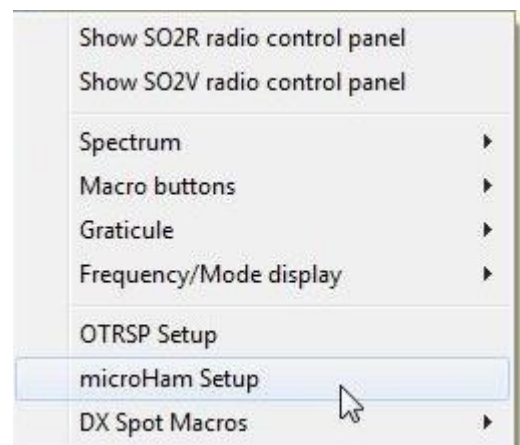 Show SO2R radio control panel
Show SO2V radio control panel
Spectrum
Macro buttons
Graticule
Frequency/Mode display
OTRSP Setup
microHam Setup
DX Spot Macros